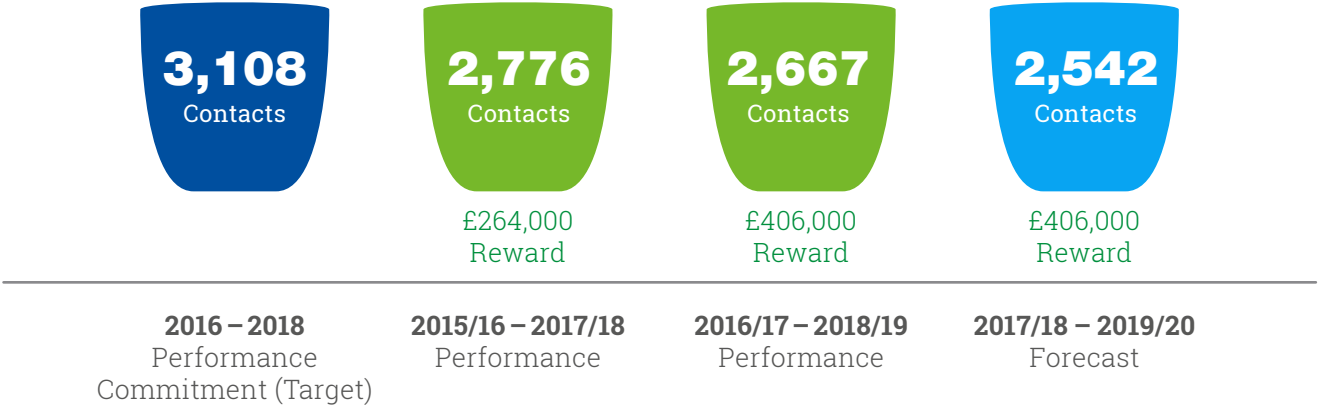 3,108
Contacts
2,776
Contacts
2,667
Contacts
2,542
Contacts
£264,000
Reward
£406,000
Reward
£406,000
Reward
2016 – 2018
Performance
Commitment (Target)
2015/16 – 2017/18
Performance
2016/17 – 2018/19
Performance
2017/18 – 2019/20
Forecast